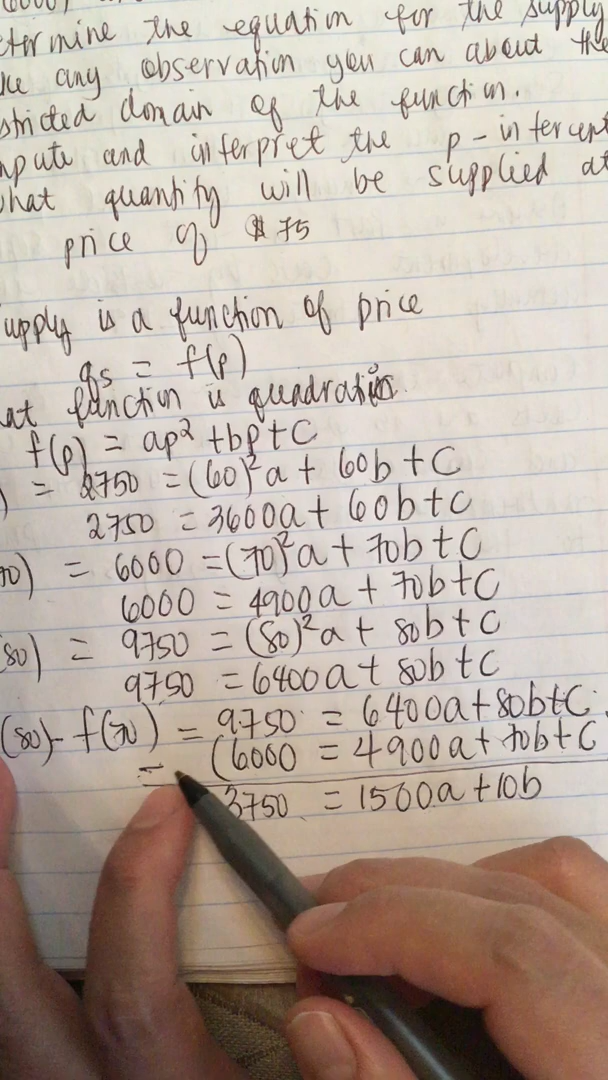 6000)
termine the equation for the supply
ke any observation you can about the
stricted domain of the function.
mpute and interpret the p-intercept
what quantity will be supplied at
price of $75
upply is a function of price
qs = f(p)
at function is quadratic.
f(p) = ap² + bp + C
) = 2750 = (60)²a + 60b + C
2750 = 3600a + 60b + C
70) = 6000 = (70)²a + 70b + C
6000 = 4900a + 70b + C
80) = 9750 = (80)²a + 80b + C
9750 = 6400a + 80b + C
(80) - f(70) = 9750 = 6400a + 80b + C.
- (6000 = 4900a + 70b + C
3750 = 1500a + 10b